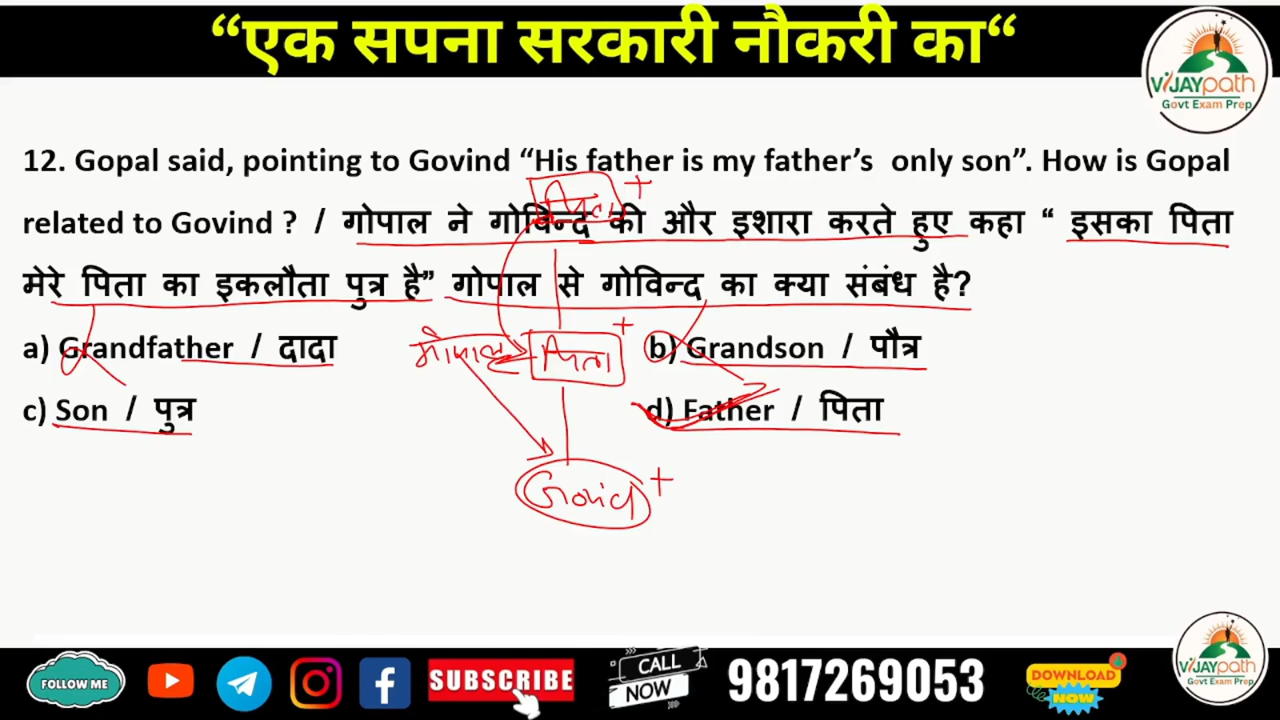 “एक सपना सरकारी नौकरी का“
VIJAYpath
Govt Exam Prep
12. Gopal said, pointing to Govind “His father is my father’s only son”. How is Gopal
related to Govind ? / गोपाल ने गोविन्द की और इशारा करते हुए कहा “ इसका पिता
मेरे पिता का इकलौता पुत्र है” गोपाल से गोविन्द का क्या संबंध है?
a) Grandfather / दादा
b) Grandson / पौत्र
c) Son / पुत्र
d) Father / पिता
पिता +
गोपाल पिता +
Govind +
FOLLOW ME
SUBSCRIBE
CALL
NOW
9817269053
DOWNLOAD
NOW
VIJAYpath
Govt Exam Prep